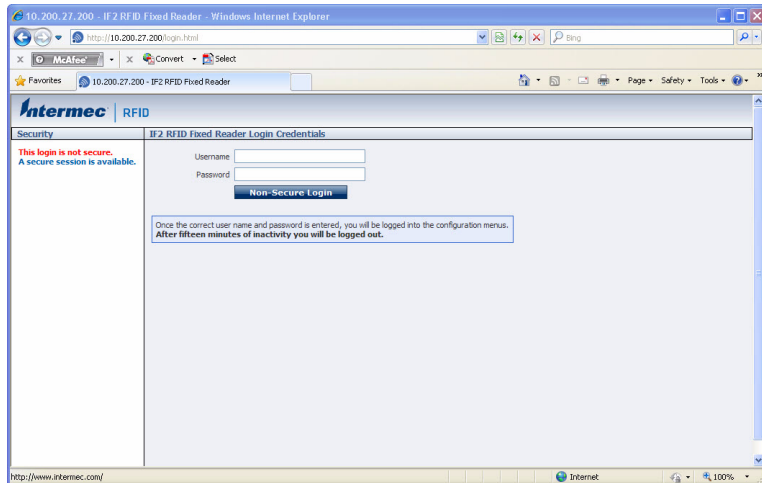 10.200.27.200 - IF2 RFID Fixed Reader - Windows Internet Explorer
http://10.200.27.200/login.html
Bing
x McAfee x Convert Select
Favorites 10.200.27.200 - IF2 RFID Fixed Reader Page Safety Tools »
Intermec RFID
Security IF2 RFID Fixed Reader Login Credentials
This login is not secure.
A secure session is available.
Username
Password
Non-Secure Login
Once the correct user name and password is entered, you will be logged into the configuration menus.
After fifteen minutes of inactivity you will be logged out.
http://www.intermec.com/ Internet 100%